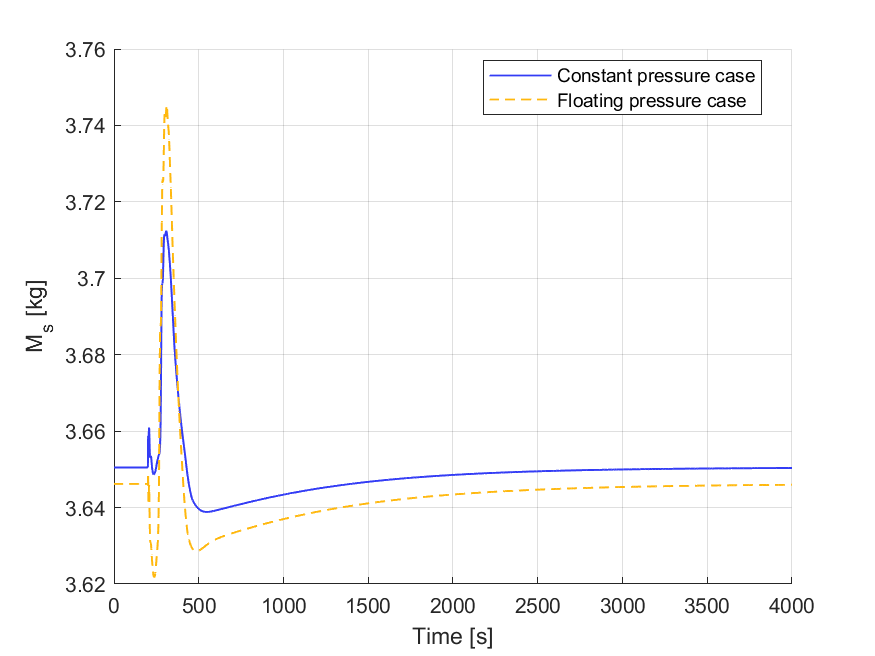 3.76
3.74
3.72
3.7
3.68
3.66
3.64
3.62
M_s [kg]
0 500 1000 1500 2000 2500 3000 3500 4000
Time [s]
Constant pressure case
Floating pressure case